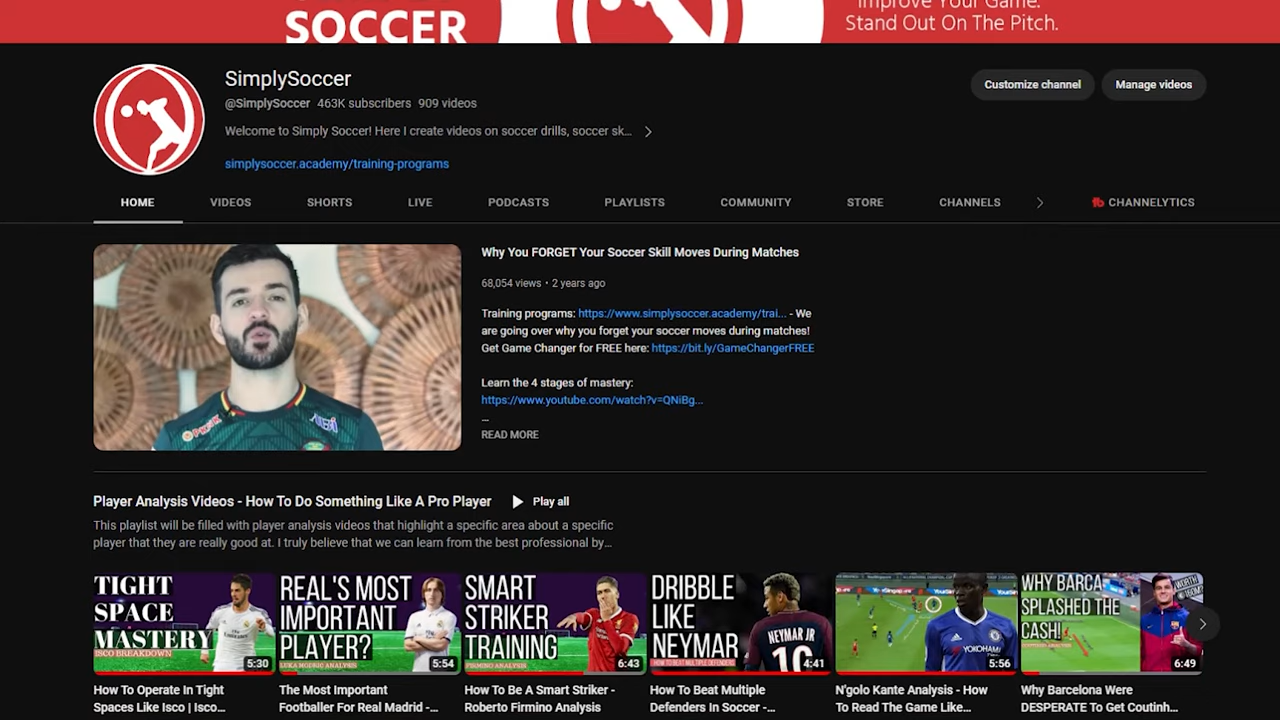 SOCCER
Improve Your Game.
Stand Out On The Pitch.
SimplySoccer
@SimplySoccer 463K subscribers 909 videos
Welcome to Simply Soccer! Here I create videos on soccer drills, soccer sk...
simplysoccer.academy/training-programs
Customize channel
Manage videos
HOME VIDEOS SHORTS LIVE PODCASTS PLAYLISTS COMMUNITY STORE CHANNELS CHANNELYTICS
Why You FORGET Your Soccer Skill Moves During Matches
68,054 views • 2 years ago
Training programs: https://www.simplysoccer.academy/trai... - We
are going over why you forget your soccer moves during matches!
Get Game Changer for FREE here: https://bit.ly/GameChangerFREE
Learn the 4 stages of mastery:
https://www.youtube.com/watch?v=QNiBg...
...
READ MORE
Player Analysis Videos - How To Do Something Like A Pro Player
Play all
This playlist will be filled with player analysis videos that highlight a specific area about a specific
player that they are really good at. I truly believe that we can learn from the best professional by...
TIGHT
SPACE
MASTERY
ISCO BREAKDOWN
5:30
REAL'S MOST
IMPORTANT
PLAYER?
LUKA MODRIC ANALYSIS
5:54
SMART
STRIKER
TRAINING
FIRMINO ANALYSIS
6:43
DRIBBLE
LIKE
NEYMAR
HOW TO BEAT MULTIPLE DEFENDERS
NEYMAR JR
10
4:41
YOKOHAMA
5:56
WHY BARCA
SPLASHED THE
CASH!
WORTH
6:49
How To Operate In Tight
Spaces Like Isco | Isco...
The Most Important
Footballer For Real Madrid -...
How To Be A Smart Striker -
Roberto Firmino Analysis
How To Beat Multiple
Defenders In Soccer -...
N'golo Kante Analysis - How
To Read The Game Like...
Why Barcelona Were
DESPERATE To Get Coutinh...